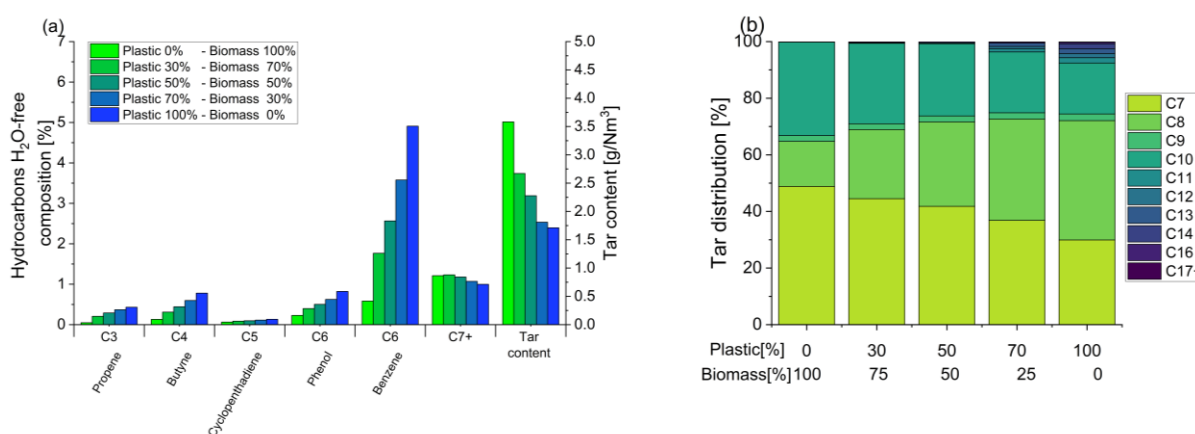 (a)
Hydrocarbons H2O-free
composition [%]
7
6
5
4
3
2
1
0
Plastic 0% - Biomass 100%
Plastic 30% - Biomass 70%
Plastic 50% - Biomass 50%
Plastic 70% - Biomass 30%
Plastic 100% - Biomass 0%
5.0
4.5
4.0
3.5
3.0
2.5
2.0
1.5
1.0
0.5
0.0
Tar content [g/Nm3]
C3 C4 C5 C6 C6 C7+ Tar
content
Propene
Butyne
Cyclopenthadiene
Phenol
Benzene
(b)
Tar distribution [%]
100
80
60
40
20
0
C7
C8
C9
C10
C11
C12
C13
C14
C16
C17+
Plastic[%] 0 30 50 70 100
Biomass[%] 100 75 50 25 0